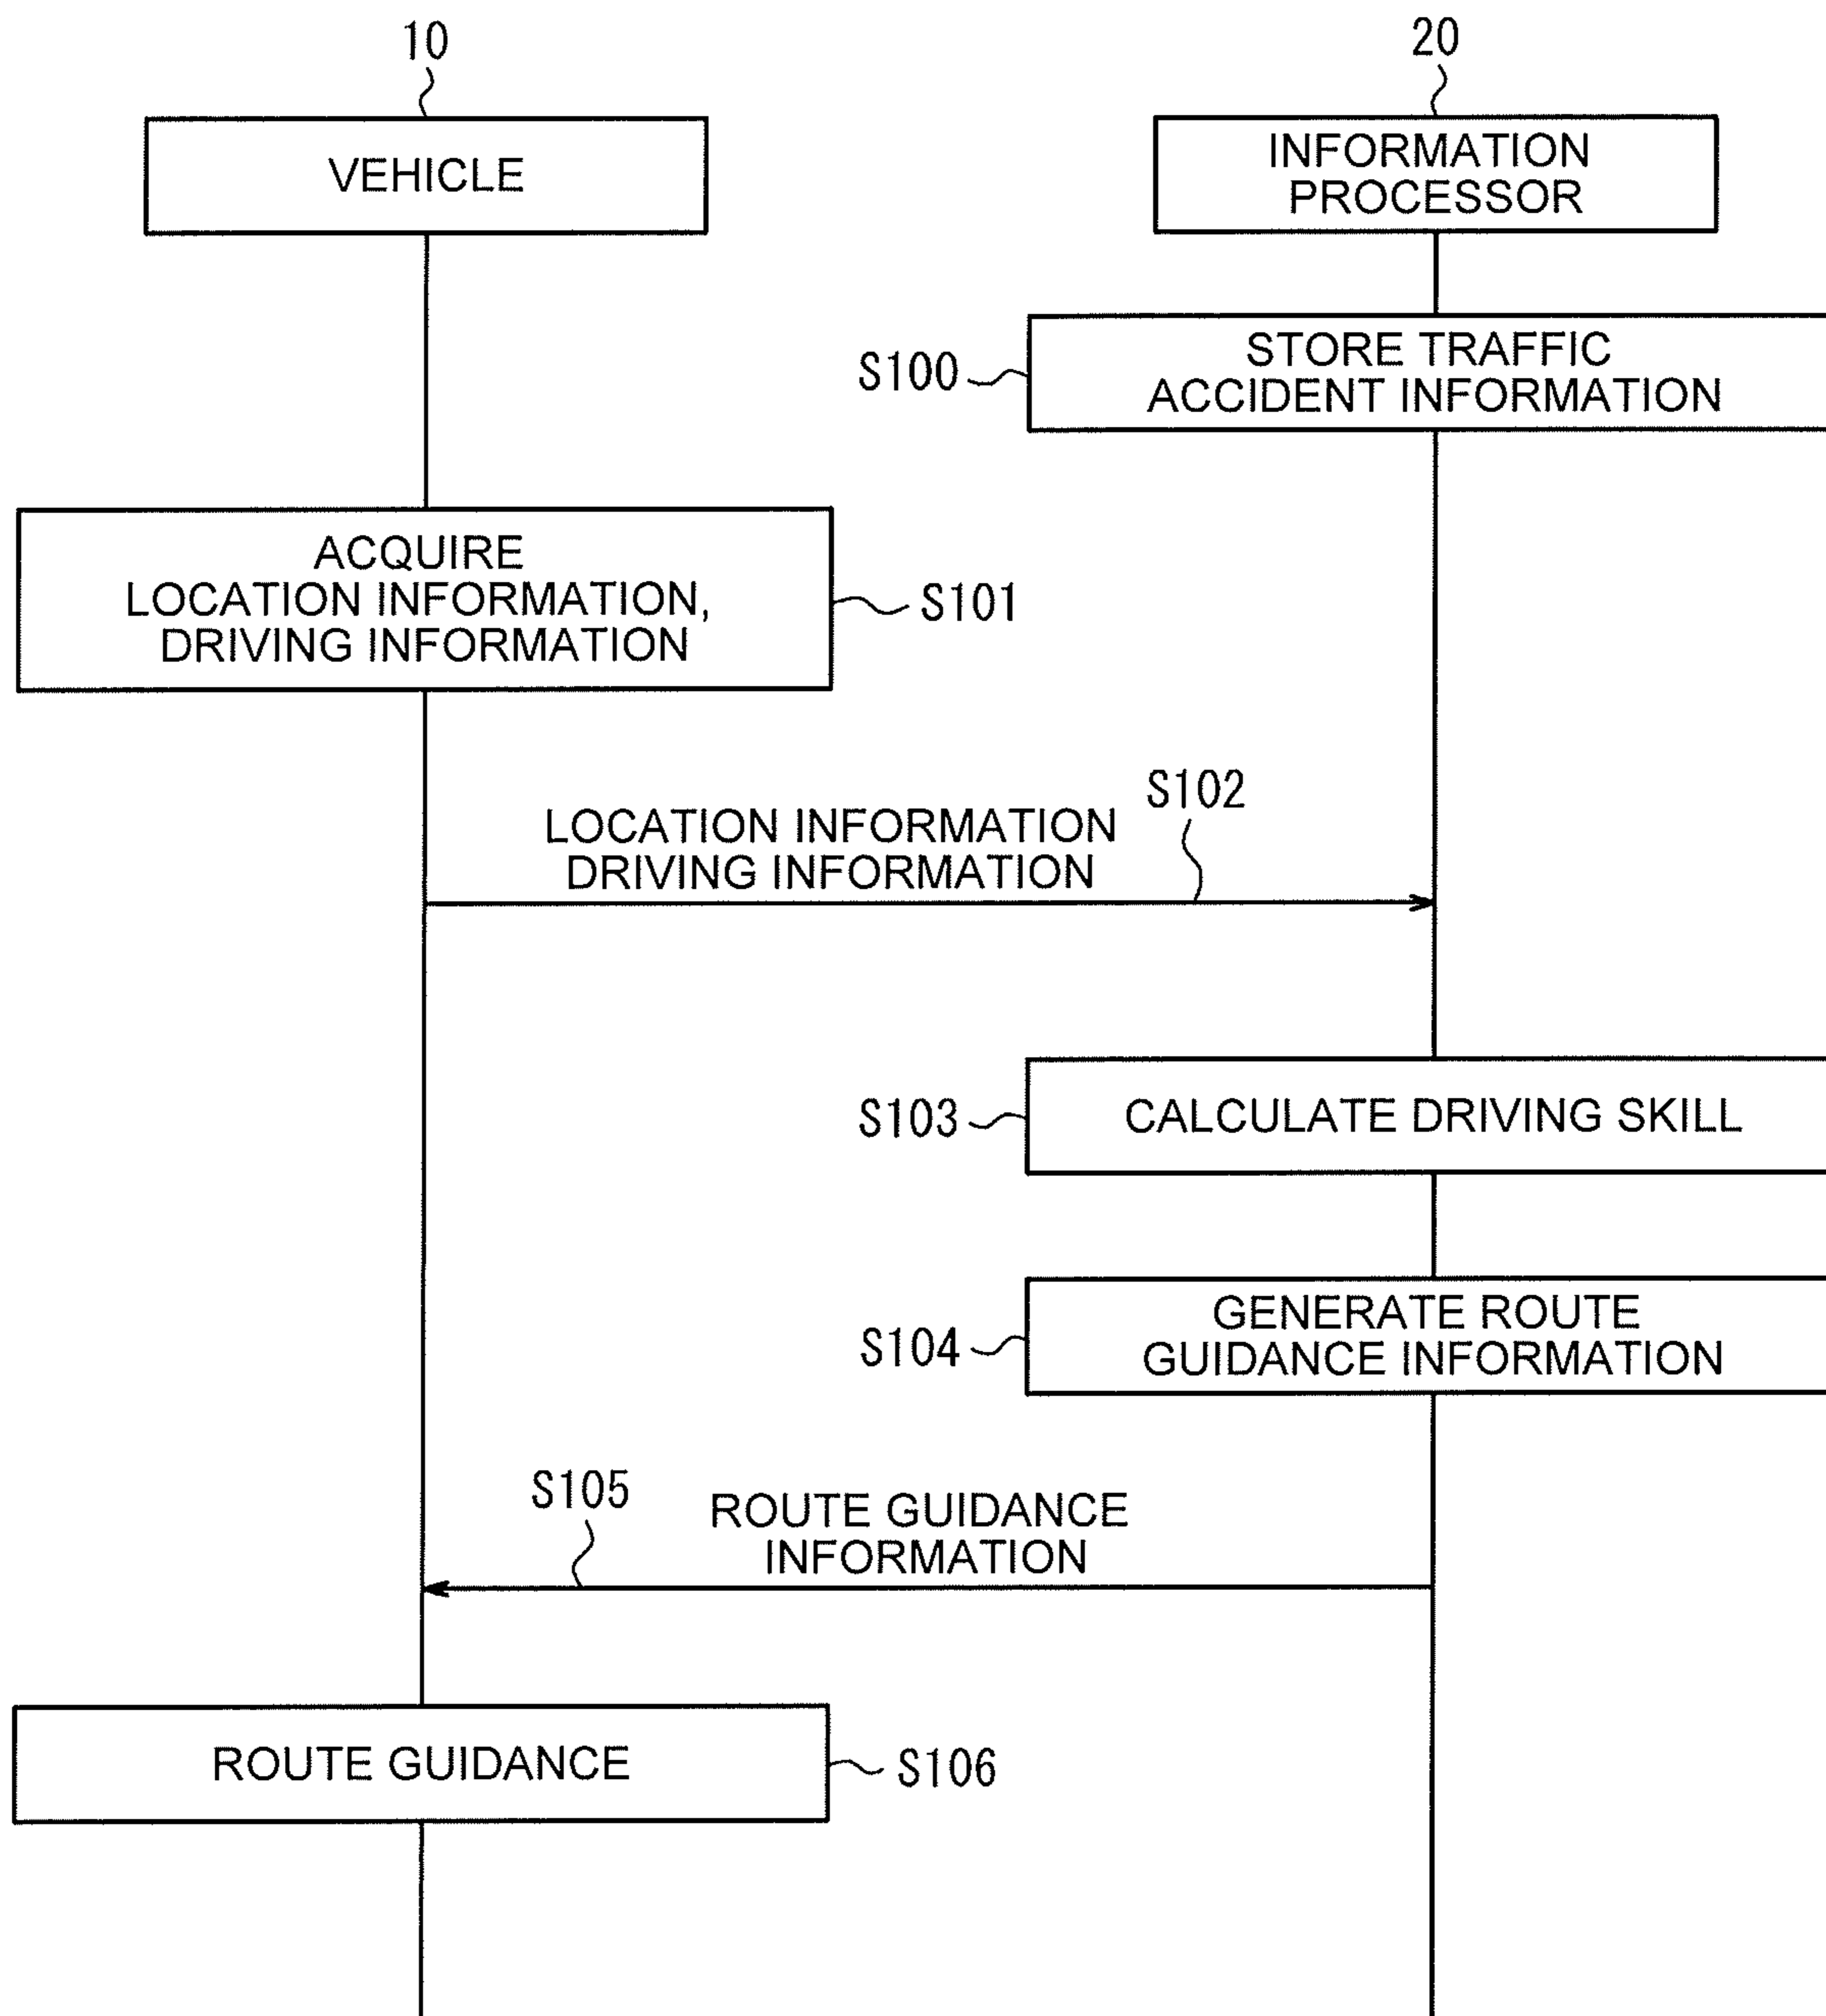 10
20
VEHICLE
INFORMATION
PROCESSOR
STORE TRAFFIC
ACCIDENT INFORMATION
S100
ACQUIRE
LOCATION INFORMATION,
DRIVING INFORMATION
S101
S102
LOCATION INFORMATION
DRIVING INFORMATION
S103
CALCULATE DRIVING SKILL
GENERATE ROUTE
GUIDANCE INFORMATION
S104
S105
ROUTE GUIDANCE
INFORMATION
ROUTE GUIDANCE
S106